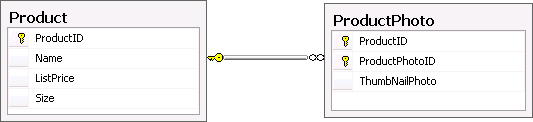 Product
ProductID
Name
ListPrice
Size
ProductPhoto
ProductID
ProductPhotoID
ThumbNailPhoto